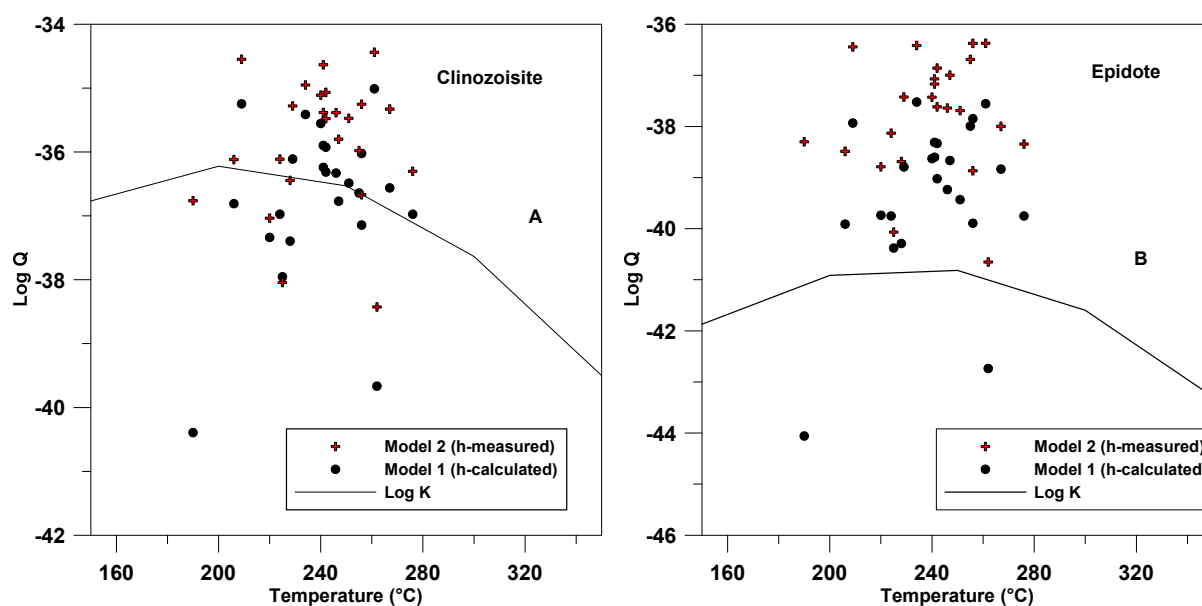 -34
-36
-38
-40
-42
Log Q
Clinozoisite
A
Model 2 (h-measured)
Model 1 (h-calculated)
Log K
160 200 240 280 320
Temperature (°C)
-36
-38
-40
-42
-44
-46
Log Q
Epidote
B
Model 2 (h-measured)
Model 1 (h-calculated)
Log K
160 200 240 280 320
Temperature (°C)